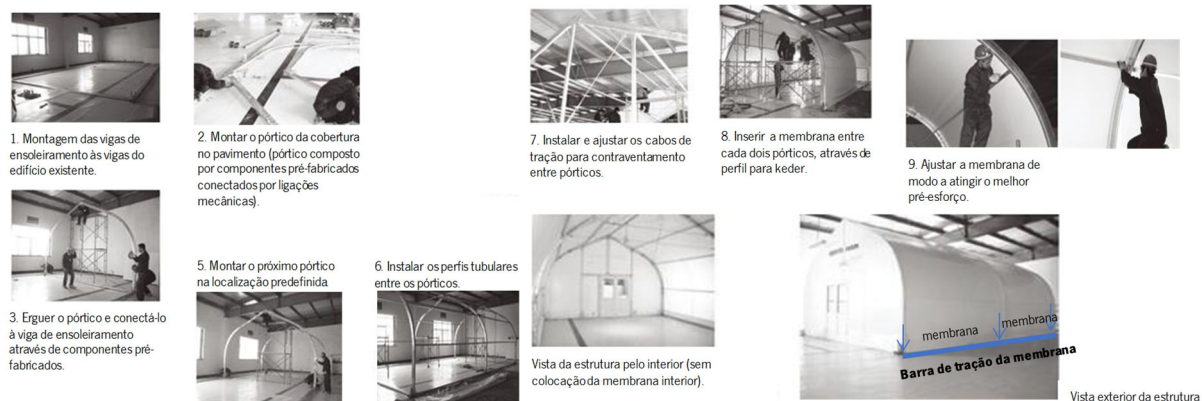 1. Montagem das vigas de
ensoleiramento às vigas do
edifício existente.
2. Montar o pórtico da cobertura
no pavimento (pórtico composto
por componentes pré-fabricados
conectados por ligações
mecânicas).
3. Erguer o pórtico e conectá-lo
à viga de ensoleiramento
através de componentes pré-
fabricados.
5. Montar o próximo pórtico
na localização predefinida
6. Instalar os perfis tubulares
entre os pórticos.
7. Instalar e ajustar os cabos de
tração para contraventamento
entre pórticos.
8. Inserir a membrana entre
cada dois pórticos, através de
perfil para keder.
9. Ajustar a membrana de
modo a atingir o melhor
pré-esforço.
Vista da estrutura pelo interior (sem
colocação da membrana interior).
membrana
membrana
Barra de tração da membrana
Vista exterior da estrutura